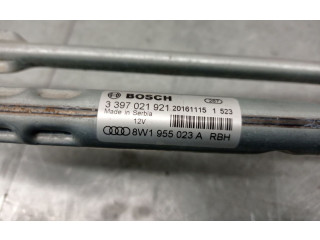 BOSCH
3 397 021 921 20161115 1 523
Made in Serbia
12V
8W1 955 023 A RBH